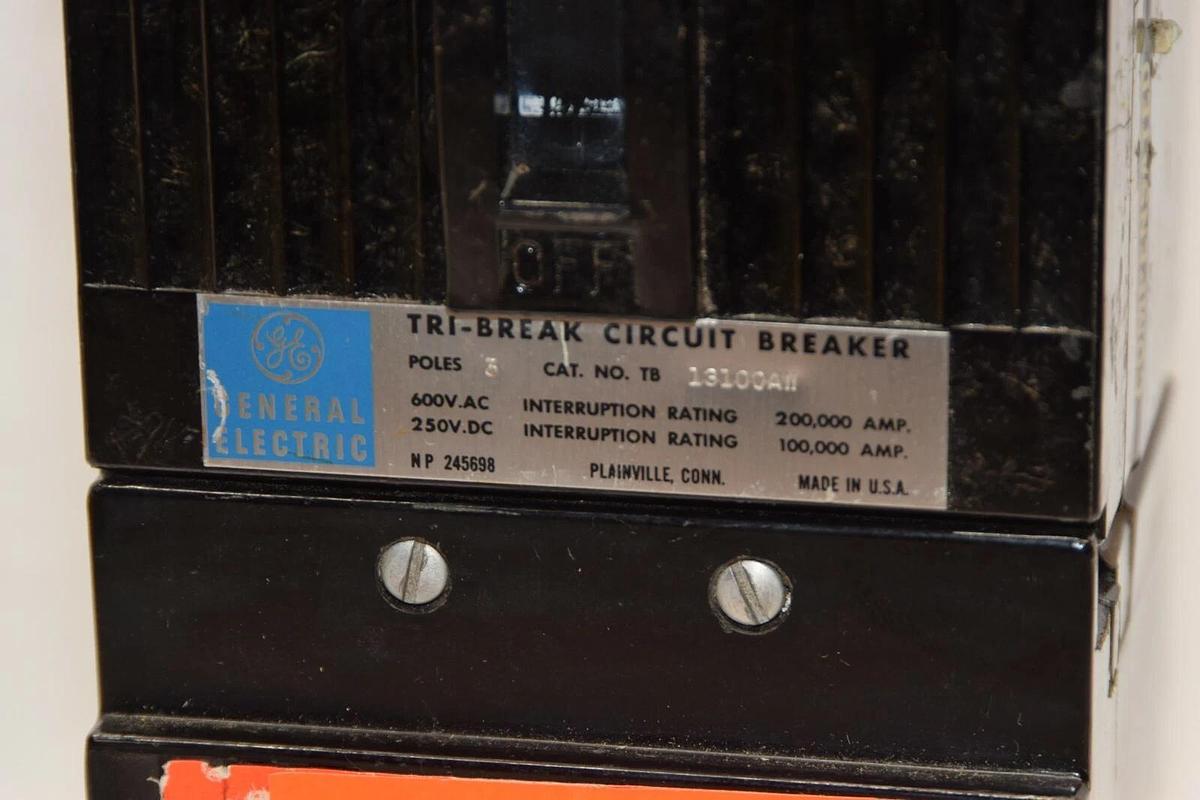 OFF
GE
GENERAL
ELECTRIC
TRI-BREAK CIRCUIT BREAKER
POLES 3 CAT. NO. TB 13100AW
600V.AC INTERRUPTION RATING 200,000 AMP.
250V.DC INTERRUPTION RATING 100,000 AMP.
NP 245698 PLAINVILLE, CONN. MADE IN U.S.A.